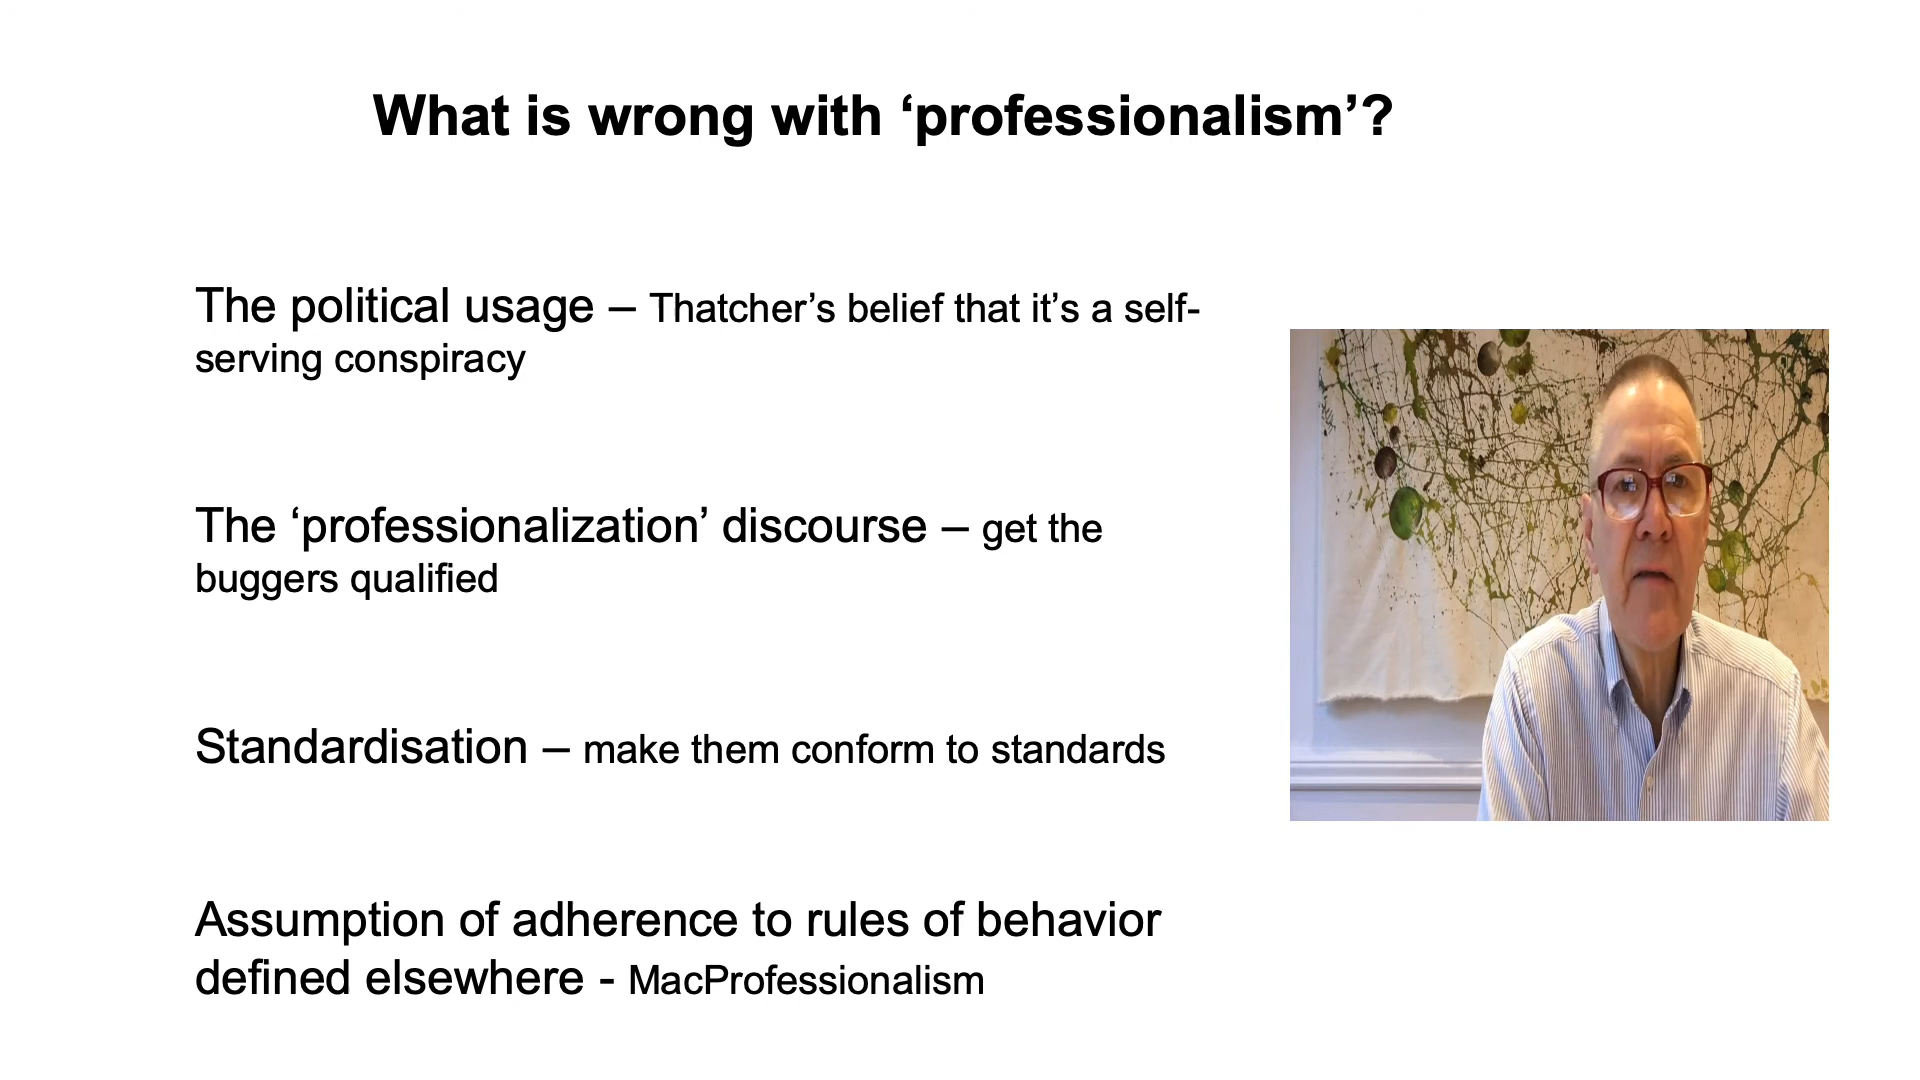 What is wrong with ‘professionalism’?
The political usage – Thatcher’s belief that it’s a self-
serving conspiracy
The ‘professionalization’ discourse – get the
buggers qualified
Standardisation – make them conform to standards
Assumption of adherence to rules of behavior
defined elsewhere - MacProfessionalism